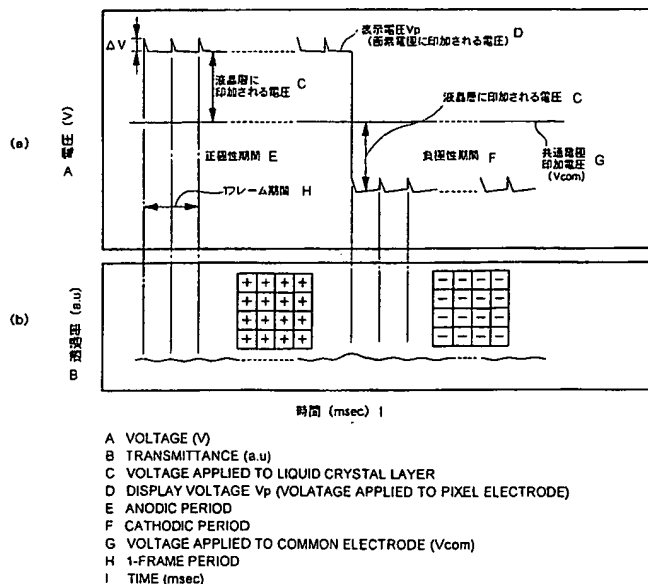 ΔV
表示電圧Vp D
(画素電極に印加される電圧)
液晶層に
印加される電圧 C
液晶層に印加される電圧 C
(a)
電圧 (V)
A
正極性期間 E
負極性期間 F
共通電極
印加電圧 G
(Vcom)
1フレーム期間 H
(b)
透過率 (a.u)
B
+ + + +
+ + + +
+ + + +
+ + + +
− − − −
− − − −
− − − −
− − − −
時間 (msec) I
A VOLTAGE (V)
B TRANSMITTANCE (a.u)
C VOLTAGE APPLIED TO LIQUID CRYSTAL LAYER
D DISPLAY VOLTAGE Vp (VOLATAGE APPLIED TO PIXEL ELECTRODE)
E ANODIC PERIOD
F CATHODIC PERIOD
G VOLTAGE APPLIED TO COMMON ELECTRODE (Vcom)
H 1-FRAME PERIOD
I TIME (msec)